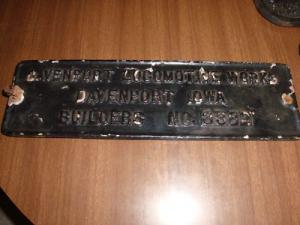 DAVENPORT LOCOMOTIVE WORKS
DAVENPORT IOWA
BUILDERS NO.